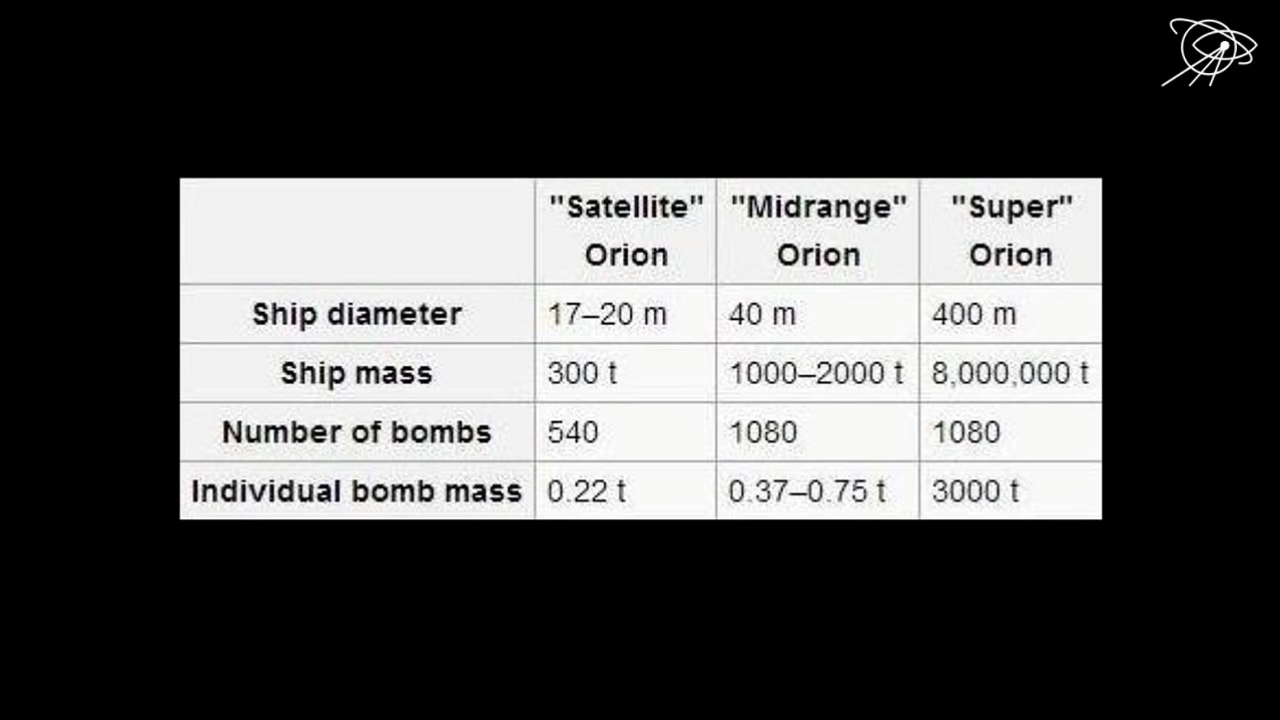 "Satellite" "Midrange" "Super"
Orion Orion Orion
Ship diameter 17–20 m 40 m 400 m
Ship mass 300 t 1000–2000 t 8,000,000 t
Number of bombs 540 1080 1080
Individual bomb mass 0.22 t 0.37–0.75 t 3000 t